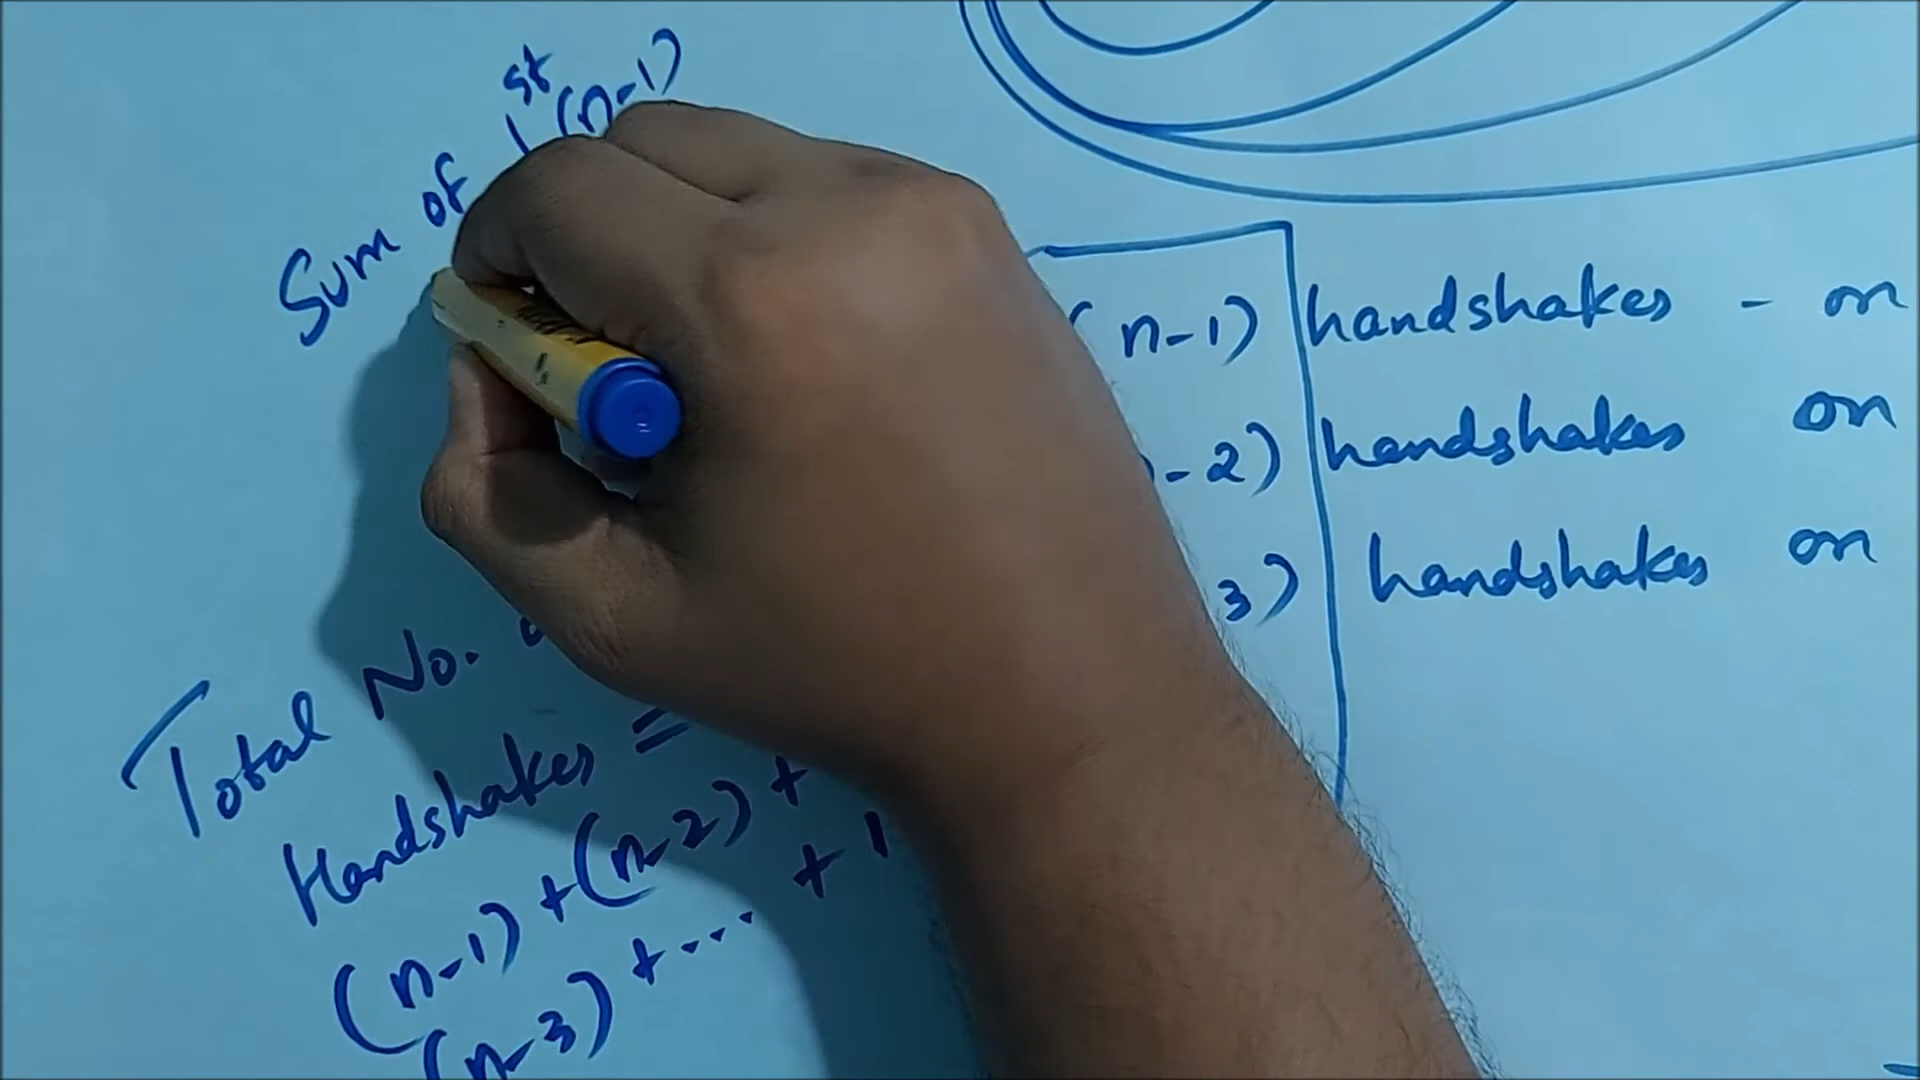 Sum of 1st (n-1)
(n-1) handshakes - on
-2) handshakes on
3) handshakes on
Total No.
Handshakes =
(n-1) + (n-2) +
(n-3) + ... + 1